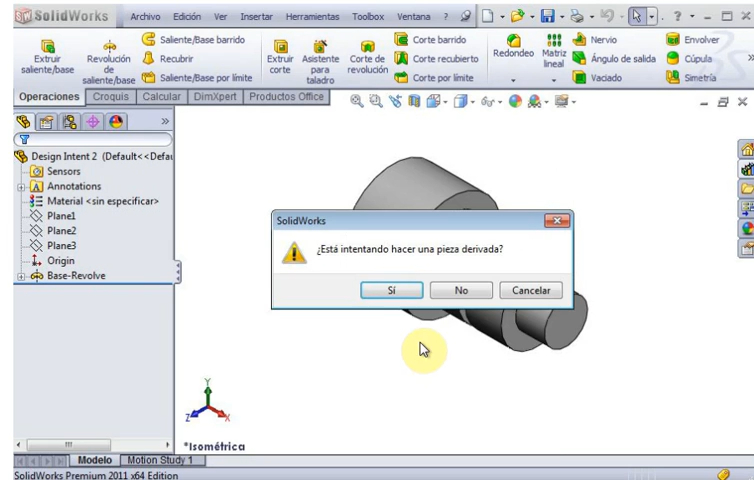 SolidWorks Archivo Edición Ver Insertar Herramientas Toolbox Ventana ?
Extruir saliente/base
Revolución de saliente/base
Saliente/Base barrido
Recubrir
Saliente/Base por límite
Extruir corte
Asistente para taladro
Corte de revolución
Corte barrido
Corte recubierto
Corte por límite
Redondeo
Matriz lineal
Nervio
Ángulo de salida
Vaciado
Envolver
Cúpula
Simetría
Operaciones Croquis Calcular DimXpert Productos Office
Design Intent 2 (Default<<Defau
Sensors
Annotations
Material <sin especificar>
Plane1
Plane2
Plane3
Origin
Base-Revolve
SolidWorks
¿Está intentando hacer una pieza derivada?
Sí No Cancelar
Y
Z X
*Isométrica
Modelo Motion Study 1
SolidWorks Premium 2011 x64 Edition